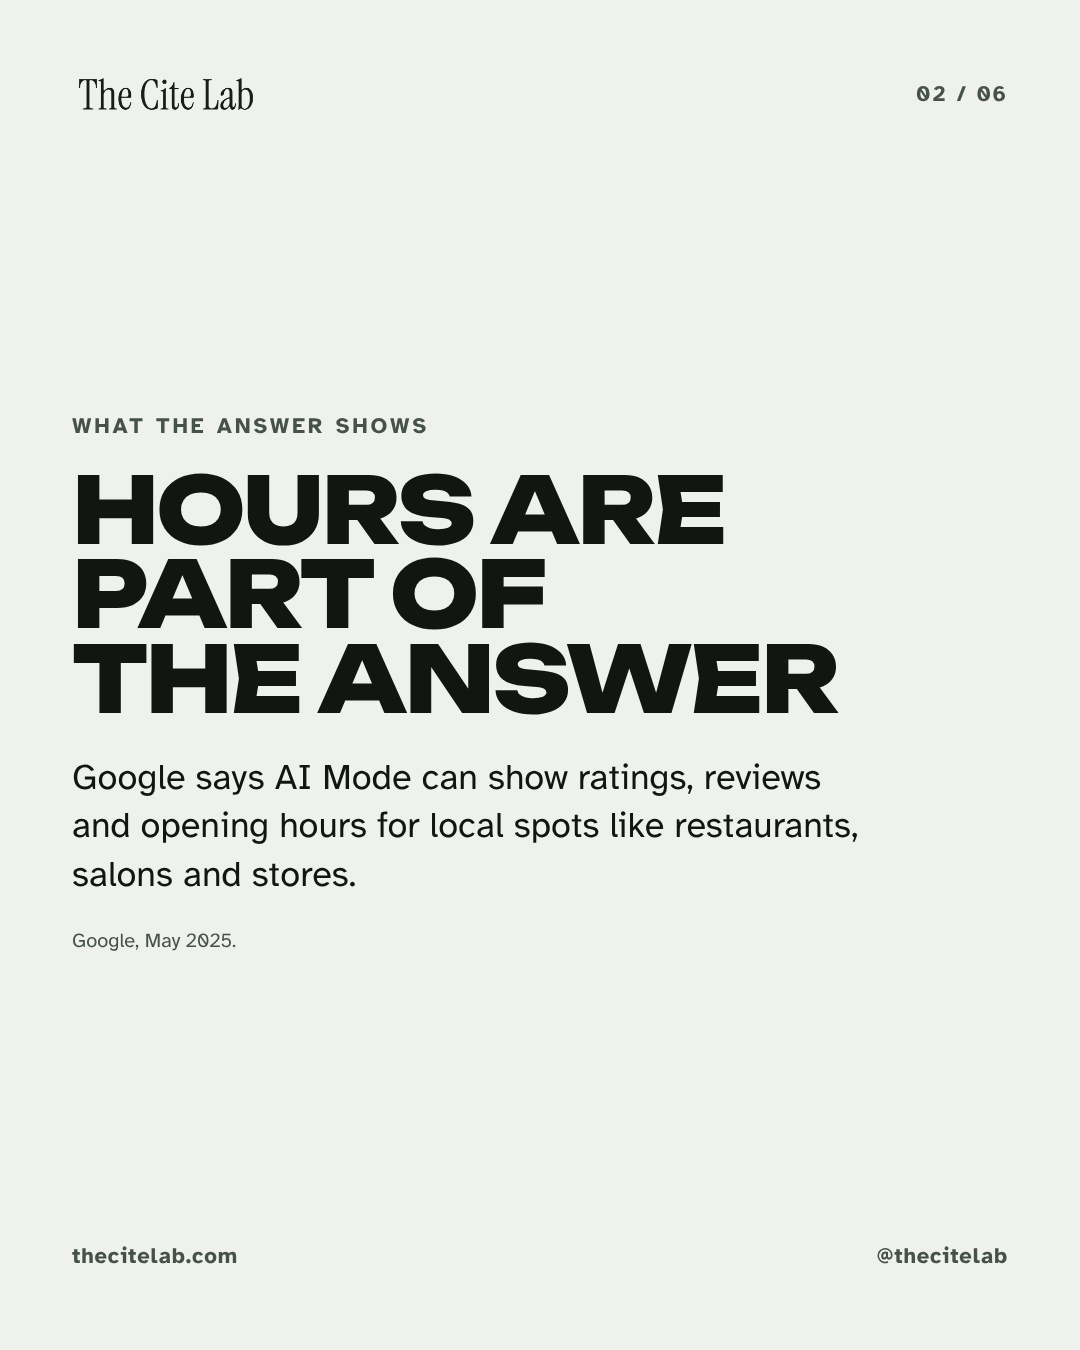 The Cite Lab
02 / 06
WHAT THE ANSWER SHOWS
HOURS ARE
PART OF
THE ANSWER
Google says AI Mode can show ratings, reviews
and opening hours for local spots like restaurants,
salons and stores.
Google, May 2025.
thecitelab.com
@thecitelab